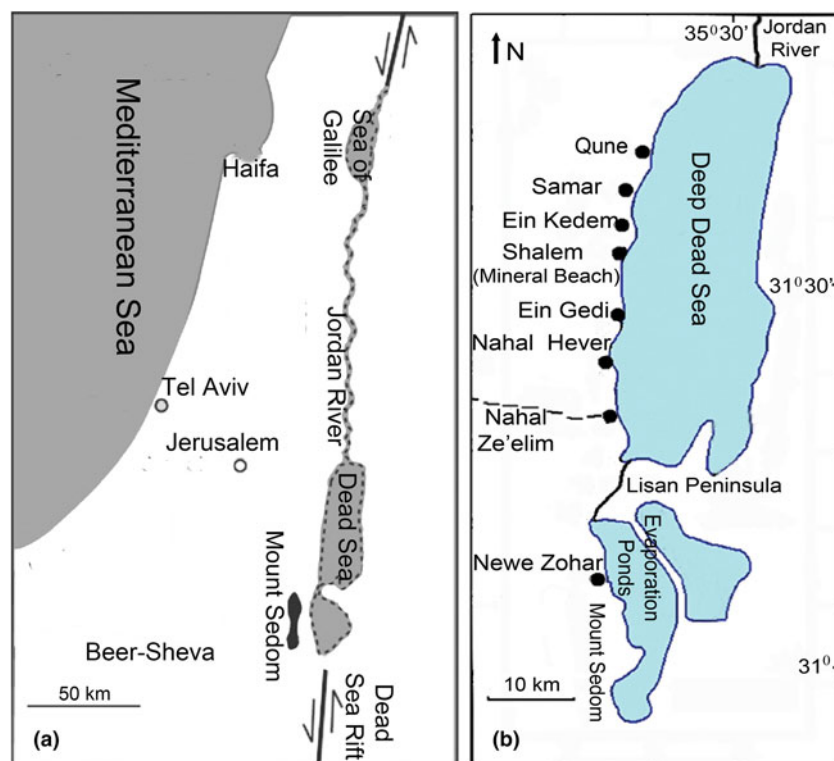 (a)
Mediterranean Sea
Haifa
Sea of
Galilee
Jordan River
Tel Aviv
Jerusalem
Dead Sea
Mount Sedom
Beer-Sheva
50 km
Dead
Sea Rift
(b)
N
35⁰30'
Jordan
River
Qune
Samar
Ein Kedem
Shalem
(Mineral Beach)
Ein Gedi
Nahal Hever
Nahal
Ze'elim
Deep Dead Sea
31⁰30'
Lisan Peninsula
Newe Zohar
Evaporation
Ponds
Mount Sedom
10 km
31⁰